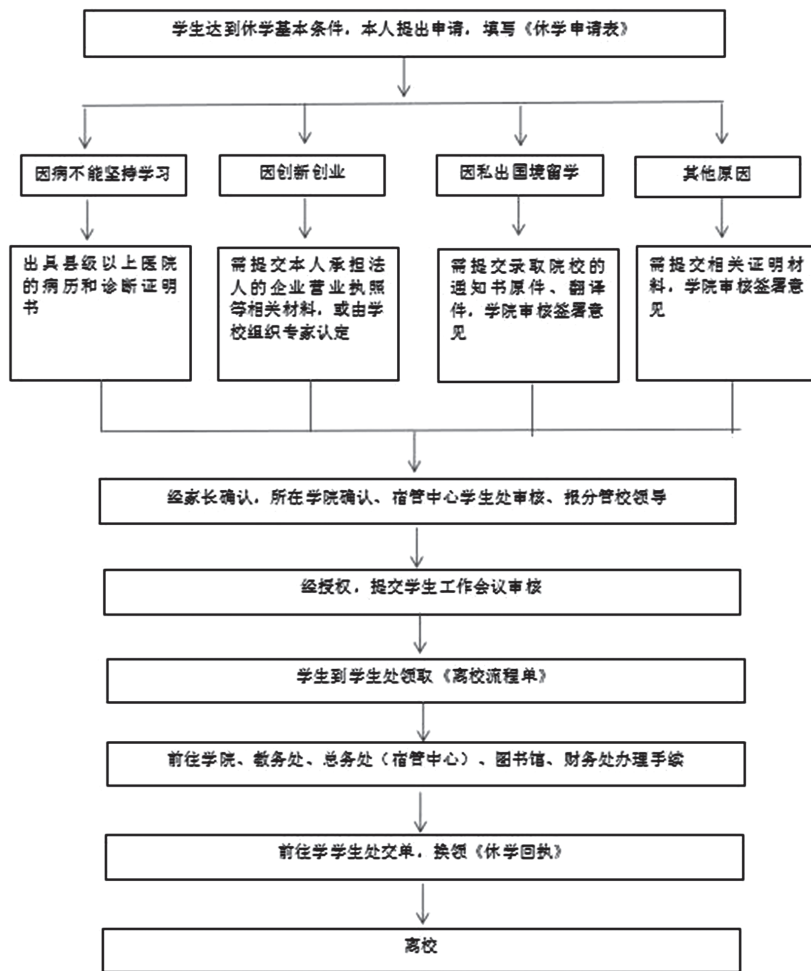 学生达到休学基本条件，本人提出申请，填写《休学申请表》
因病不能坚持学习
因创新创业
因私出国境留学
其他原因
出具县级以上医院
的病历和诊断证明
书
需提交本人承担法
人的企业营业执照
等相关材料，或由学
校组织专家认定
需提交录取院校的
通知书原件、翻译
件，学院审核签署意
见
需提交相关证明材
料，学院审核签署意
见
经家长确认，所在学院确认、宿管中心学生处审核、报分管校领导
经授权，提交学生工作会议审核
学生到学生处领取《离校流程单》
前往学院、教务处、总务处（宿管中心）、图书馆、财务处办理手续
前往学学生处交单，换领《休学回执》
离校